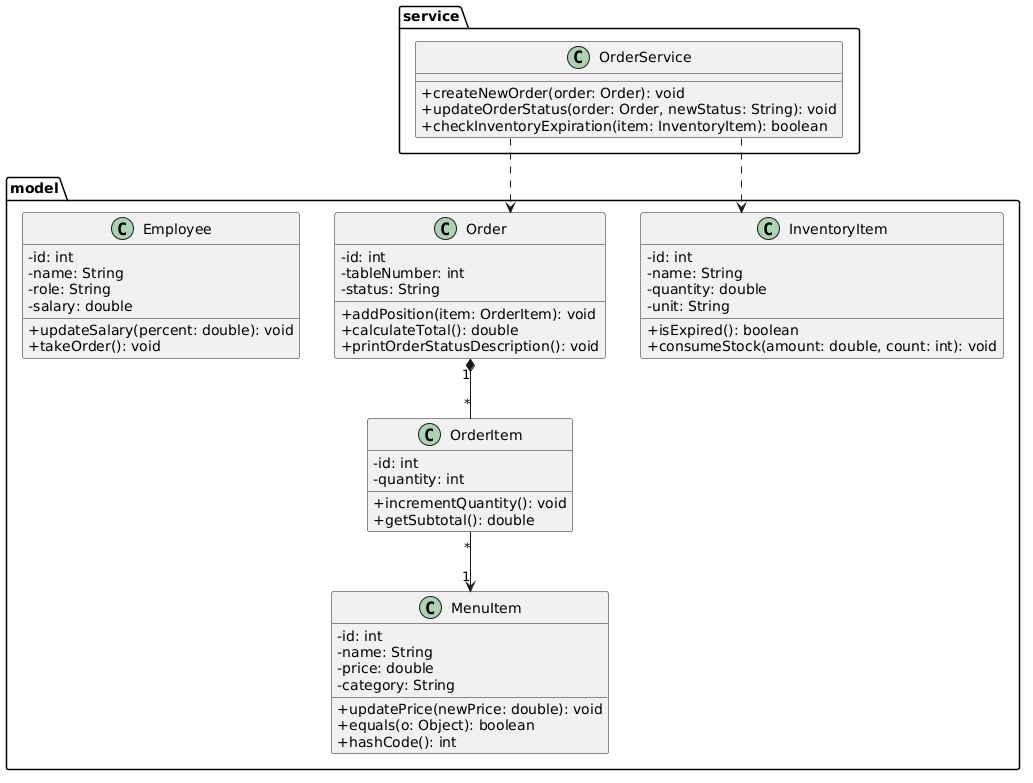 service
C OrderService
+createNewOrder(order: Order): void
+updateOrderStatus(order: Order, newStatus: String): void
+checkInventoryExpiration(item: InventoryItem): boolean
model
C Employee
-id: int
-name: String
-role: String
-salary: double
+updateSalary(percent: double): void
+takeOrder(): void
C Order
-id: int
-tableNumber: int
-status: String
+addPosition(item: OrderItem): void
+calculateTotal(): double
+printOrderStatusDescription(): void
C InventoryItem
-id: int
-name: String
-quantity: double
-unit: String
+isExpired(): boolean
+consumeStock(amount: double, count: int): void
1
*
C OrderItem
-id: int
-quantity: int
+incrementQuantity(): void
+getSubtotal(): double
*
1
C MenuItem
-id: int
-name: String
-price: double
-category: String
+updatePrice(newPrice: double): void
+equals(o: Object): boolean
+hashCode(): int